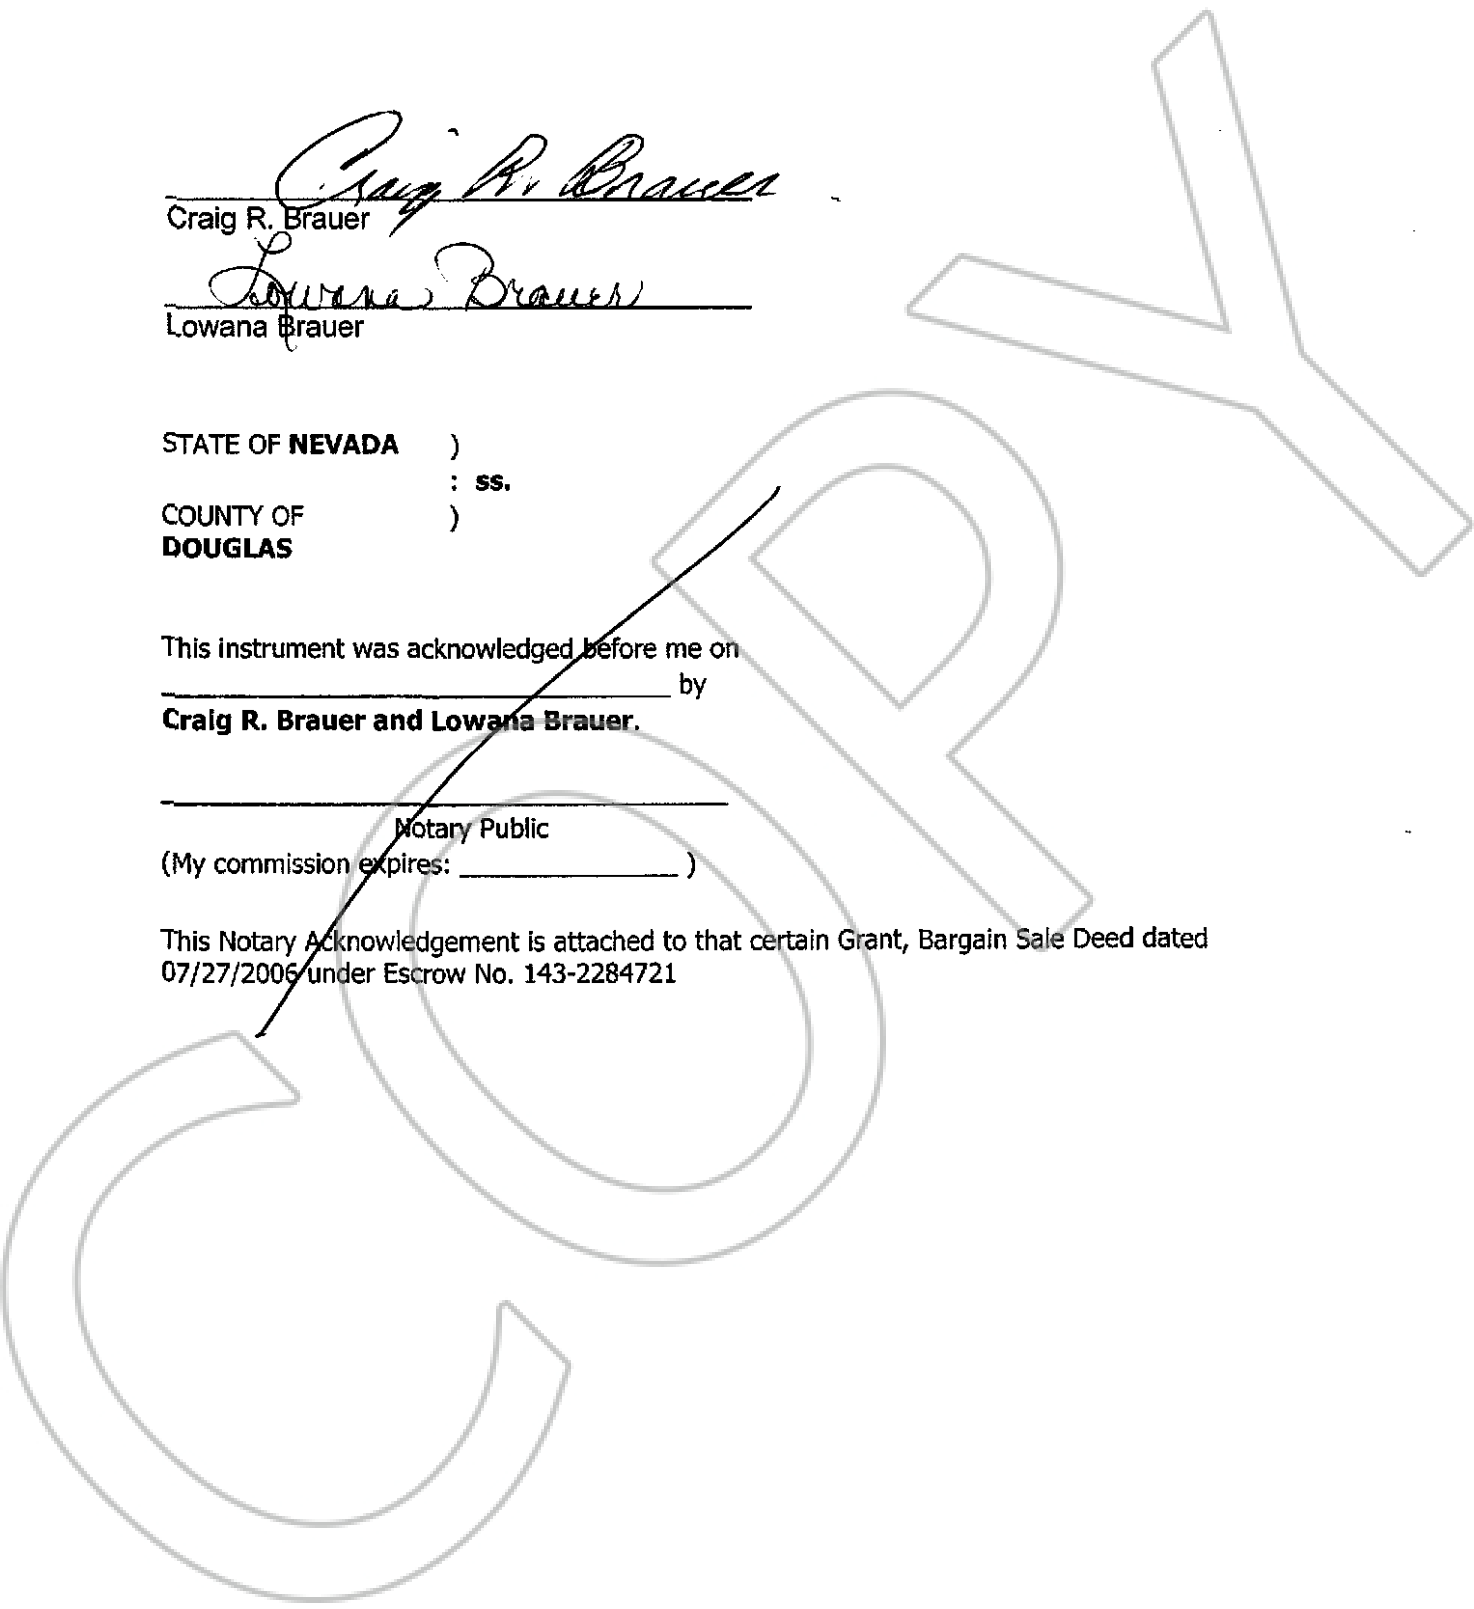 Craig R. Brauer
Craig R. Brauer
Lowana Brauer
Lowana Brauer
STATE OF NEVADA )
: ss.
COUNTY OF )
DOUGLAS
This instrument was acknowledged before me on
____________________ by
Craig R. Brauer and Lowana Brauer.
Notary Public
(My commission expires: ____________ )
This Notary Acknowledgement is attached to that certain Grant, Bargain Sale Deed dated
07/27/2006 under Escrow No. 143-2284721
COPY